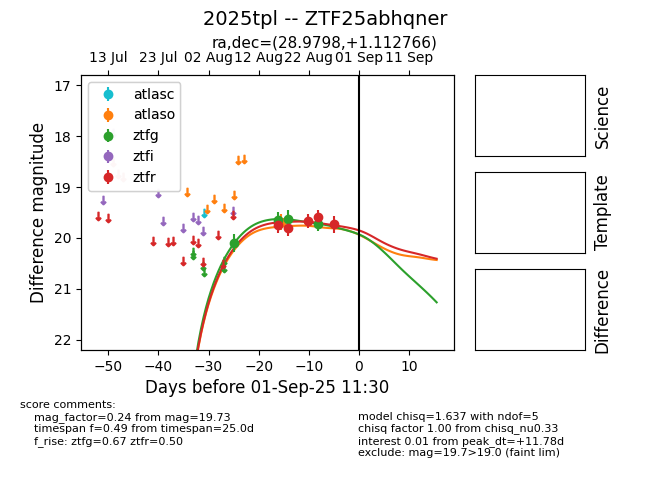 2025tpl -- ZTF25abhqner
ra,dec=(28.9798,+1.112766)
13 Jul 23 Jul 02 Aug 12 Aug 22 Aug 01 Sep 11 Sep
17
18
19
20
21
22
Difference magnitude
atlasc
atlaso
ztfg
ztfi
ztfr
−50 −40 −30 −20 −10 0 10
Days before 01-Sep-25 11:30
Science
Template
Difference
score comments:
mag_factor=0.24 from mag=19.73
timespan f=0.49 from timespan=25.0d
f_rise: ztfg=0.67 ztfr=0.50
model chisq=1.637 with ndof=5
chisq factor 1.00 from chisq_nu0.33
interest 0.01 from peak_dt=+11.78d
exclude: mag=19.7>19.0 (faint lim)